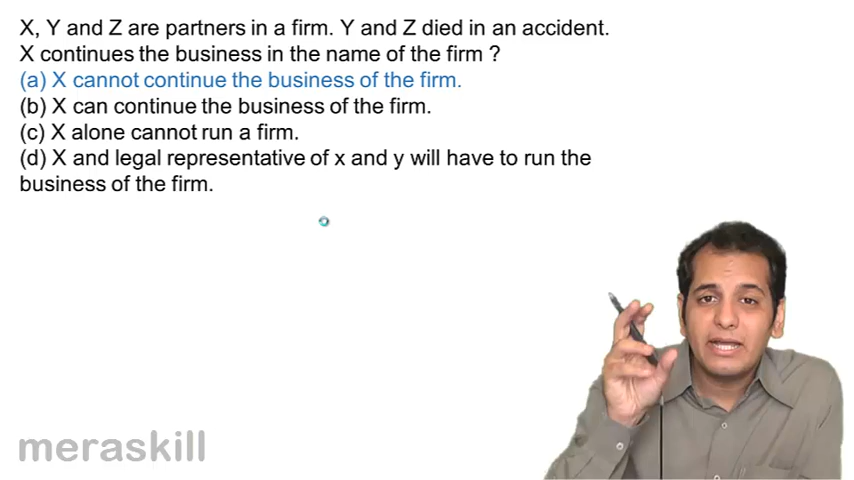 X, Y and Z are partners in a firm. Y and Z died in an accident.
X continues the business in the name of the firm ?
(a) X cannot continue the business of the firm.
(b) X can continue the business of the firm.
(c) X alone cannot run a firm.
(d) X and legal representative of x and y will have to run the
business of the firm.
meraskill